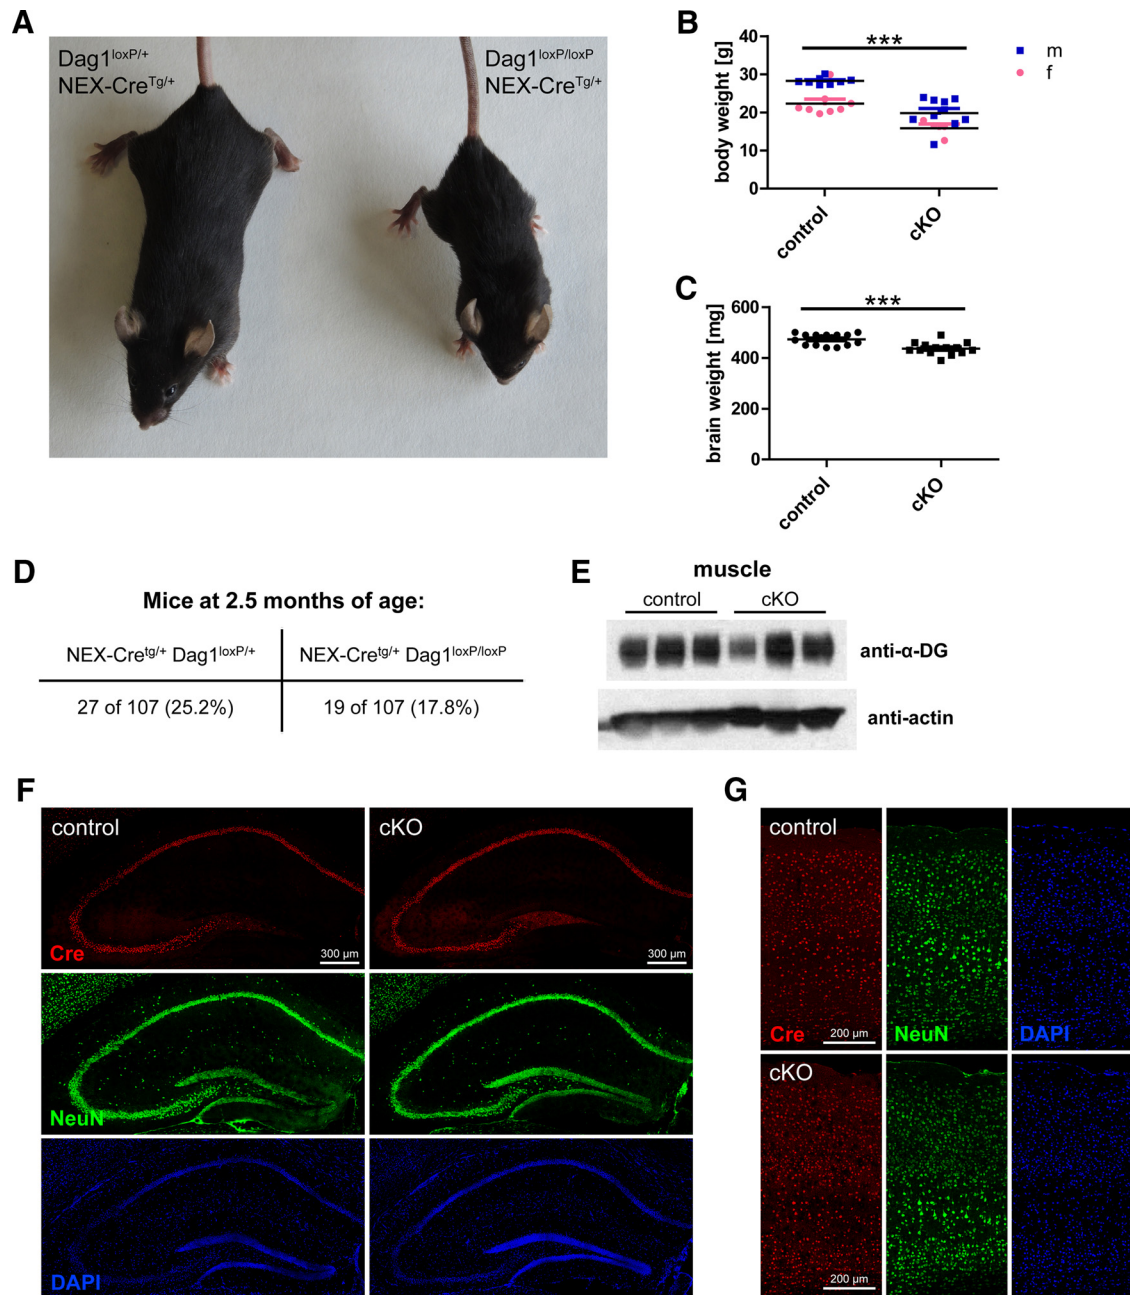 A
Dag1loxP/+
NEX-CreTg/+
Dag1loxP/loxP
NEX-CreTg/+
B
body weight [g]
40
30
20
10
0
***
m
f
control
cKO
C
brain weight [mg]
600
400
200
0
***
control
cKO
D
Mice at 2.5 months of age:
NEX-Cretg/+ Dag1loxP/+
NEX-Cretg/+ Dag1loxP/loxP
27 of 107 (25.2%)
19 of 107 (17.8%)
E
muscle
control
cKO
anti-α-DG
anti-actin
F
control
cKO
Cre
300 µm
300 µm
NeuN
DAPI
G
control
Cre
200 µm
NeuN
DAPI
cKO
200 µm